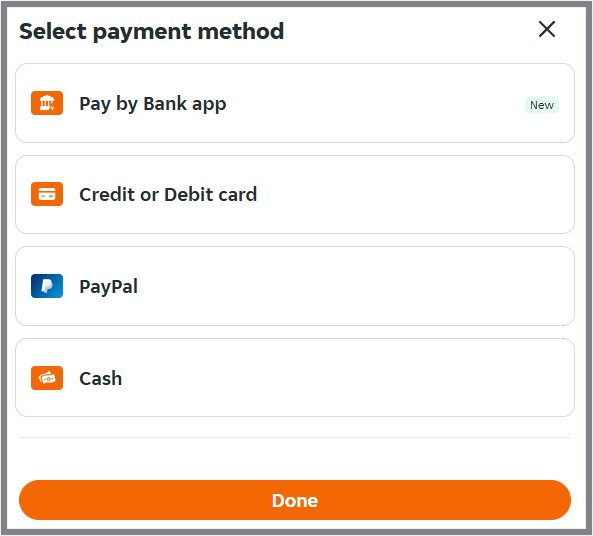 Select payment method
Pay by Bank app
New
Credit or Debit card
PayPal
Cash
Done